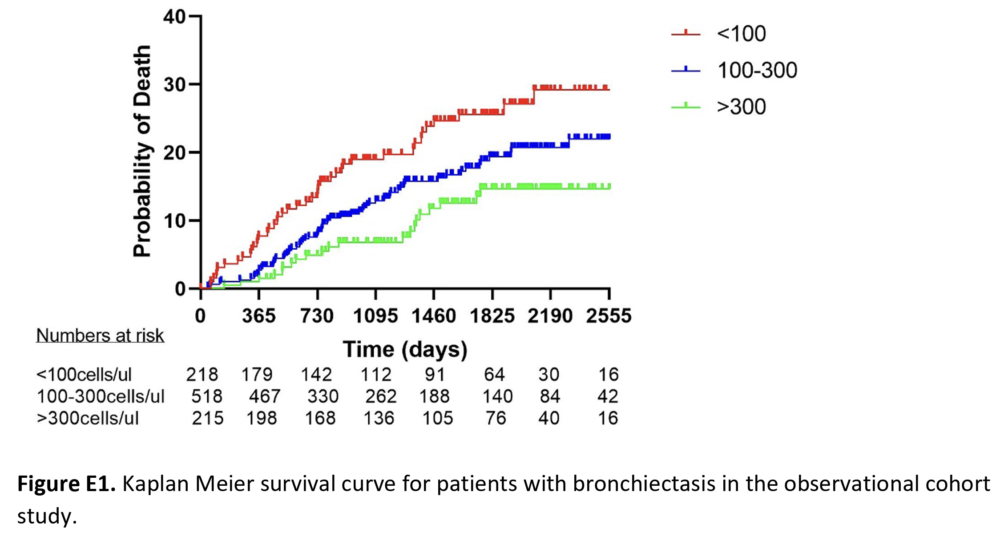 40
30
20
10
0
Probability of Death
<100
100-300
>300
0 365 730 1095 1460 1825 2190 2555
Time (days)
Numbers at risk
<100cells/ul 218 179 142 112 91 64 30 16
100-300cells/ul 518 467 330 262 188 140 84 42
>300cells/ul 215 198 168 136 105 76 40 16
Figure E1. Kaplan Meier survival curve for patients with bronchiectasis in the observational cohort
study.